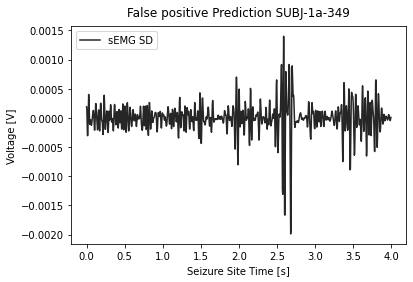 False positive Prediction SUBJ-1a-349
sEMG SD
Voltage [V]
0.0015
0.0010
0.0005
0.0000
-0.0005
-0.0010
-0.0015
-0.0020
0.0 0.5 1.0 1.5 2.0 2.5 3.0 3.5 4.0
Seizure Site Time [s]